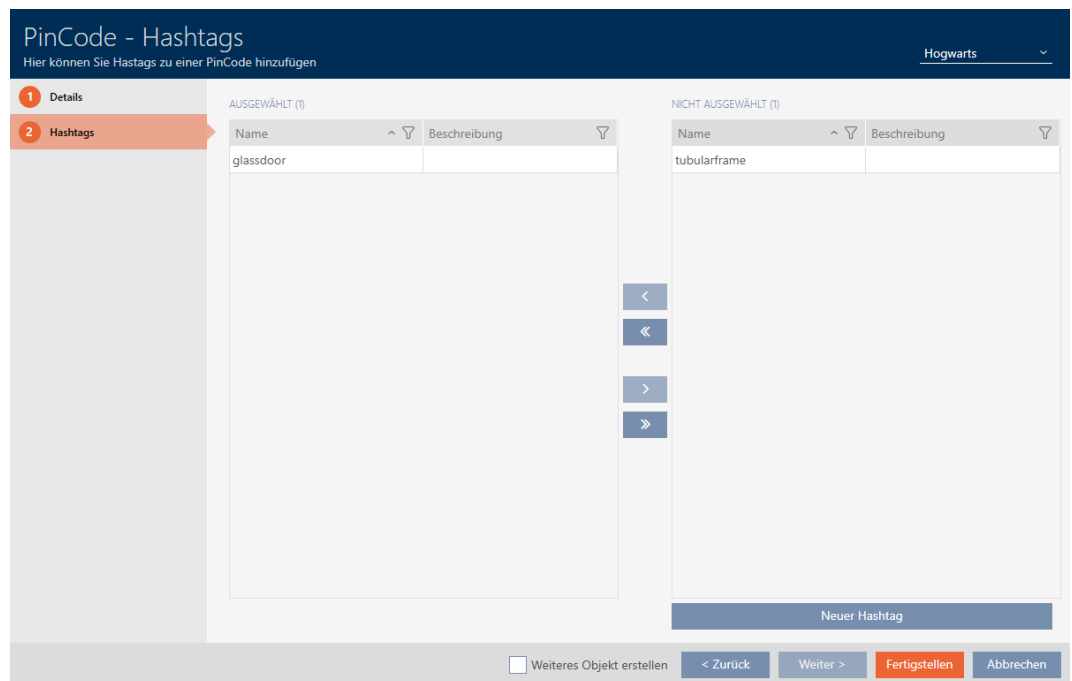 PinCode - Hashtags
Hier können Sie Hastags zu einer PinCode hinzufügen
Hogwarts
1 Details
2 Hashtags
AUSGEWÄHLT (1)
Name Beschreibung
glassdoor
NICHT AUSGEWÄHLT (1)
Name Beschreibung
tubularframe
Neuer Hashtag
Weiteres Objekt erstellen < Zurück Weiter > Fertigstellen Abbrechen